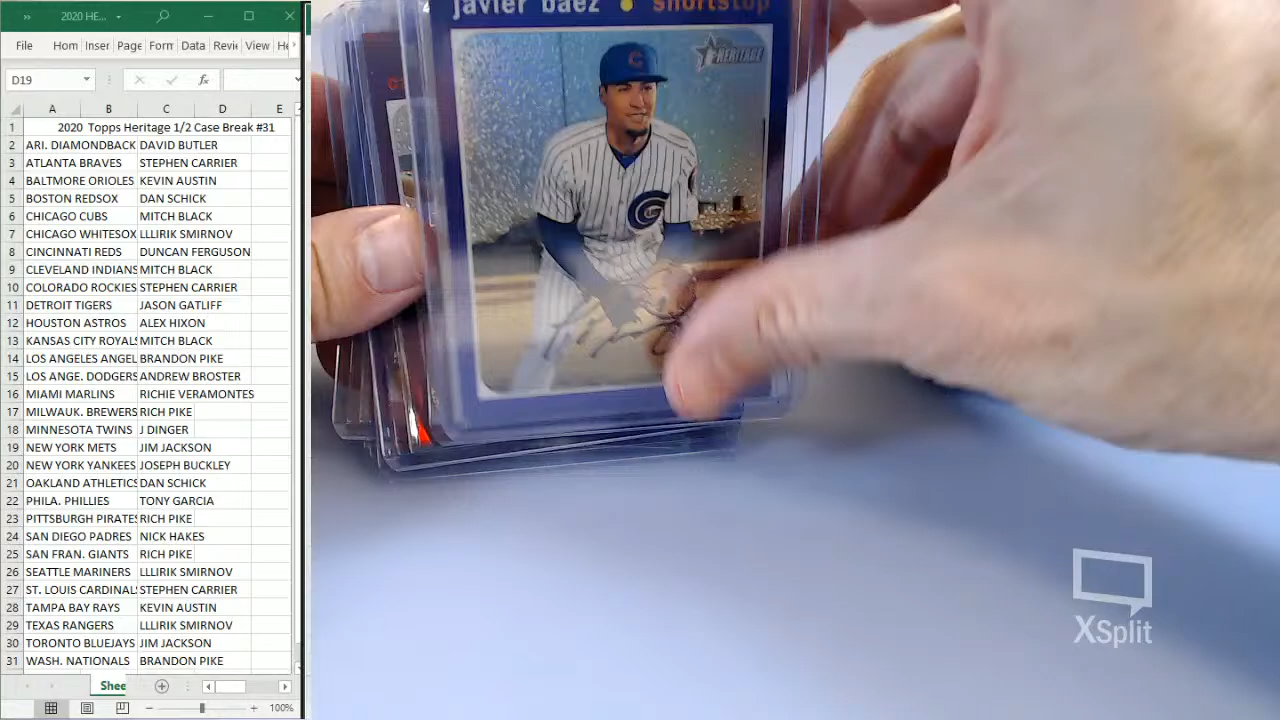 2020 HE...
File Hom Inser Page Forn Data Revi View He
D19
fx
A B C D E
1 2020 Topps Heritage 1/2 Case Break #31
2 ARI. DIAMONDBACK DAVID BUTLER
3 ATLANTA BRAVES STEPHEN CARRIER
4 BALTMORE ORIOLES KEVIN AUSTIN
5 BOSTON REDSOX DAN SCHICK
6 CHICAGO CUBS MITCH BLACK
7 CHICAGO WHITESOX LLLIRIK SMIRNOV
8 CINCINNATI REDS DUNCAN FERGUSON
9 CLEVELAND INDIANS MITCH BLACK
10 COLORADO ROCKIES STEPHEN CARRIER
11 DETROIT TIGERS JASON GATLIFF
12 HOUSTON ASTROS ALEX HIXON
13 KANSAS CITY ROYALS MITCH BLACK
14 LOS ANGELES ANGEL BRANDON PIKE
15 LOS ANGE. DODGERS ANDREW BROSTER
16 MIAMI MARLINS RICHIE VERAMONTES
17 MILWAUK. BREWERS RICH PIKE
18 MINNESOTA TWINS J DINGER
19 NEW YORK METS JIM JACKSON
20 NEW YORK YANKEES JOSEPH BUCKLEY
21 OAKLAND ATHLETICS DAN SCHICK
22 PHILA. PHILLIES TONY GARCIA
23 PITTSBURGH PIRATES RICH PIKE
24 SAN DIEGO PADRES NICK HAKES
25 SAN FRAN. GIANTS RICH PIKE
26 SEATTLE MARINERS LLLIRIK SMIRNOV
27 ST. LOUIS CARDINALS STEPHEN CARRIER
28 TAMPA BAY RAYS KEVIN AUSTIN
29 TEXAS RANGERS LLLIRIK SMIRNOV
30 TORONTO BLUEJAYS JIM JACKSON
31 WASH. NATIONALS BRANDON PIKE
Shee
100%
javier baez • shortstop
HERITAGE
C
XSplit